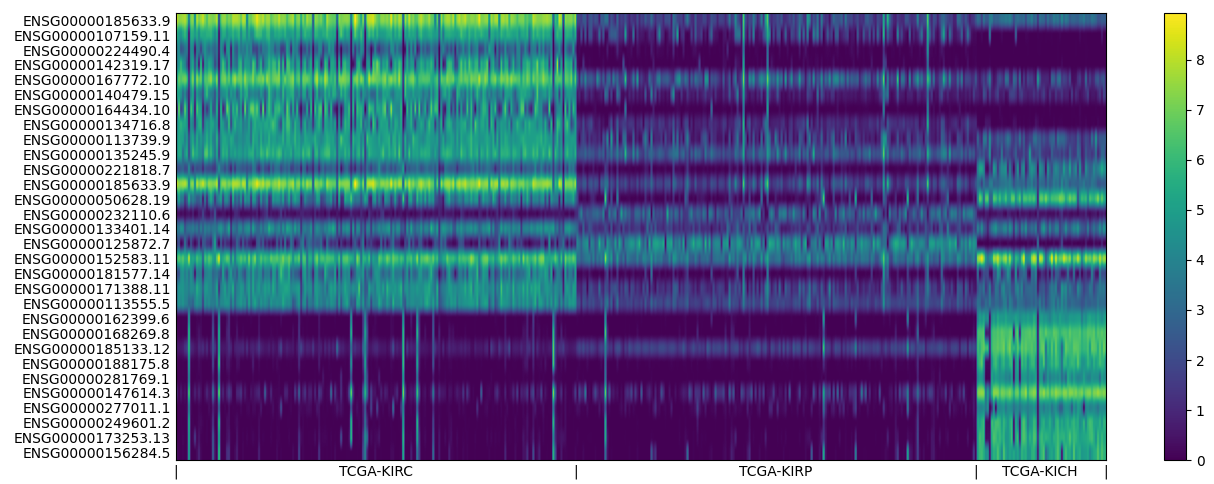 ENSG00000185633.9
ENSG00000107159.11
ENSG00000224490.4
ENSG00000142319.17
ENSG00000167772.10
ENSG00000140479.15
ENSG00000164434.10
ENSG00000134716.8
ENSG00000113739.9
ENSG00000135245.9
ENSG00000221818.7
ENSG00000185633.9
ENSG00000050628.19
ENSG00000232110.6
ENSG00000133401.14
ENSG00000125872.7
ENSG00000152583.11
ENSG00000181577.14
ENSG00000171388.11
ENSG00000113555.5
ENSG00000162399.6
ENSG00000168269.8
ENSG00000185133.12
ENSG00000188175.8
ENSG00000281769.1
ENSG00000147614.3
ENSG00000277011.1
ENSG00000249601.2
ENSG00000173253.13
ENSG00000156284.5
| TCGA-KIRC | TCGA-KIRP | TCGA-KICH |
8
7
6
5
4
3
2
1
0